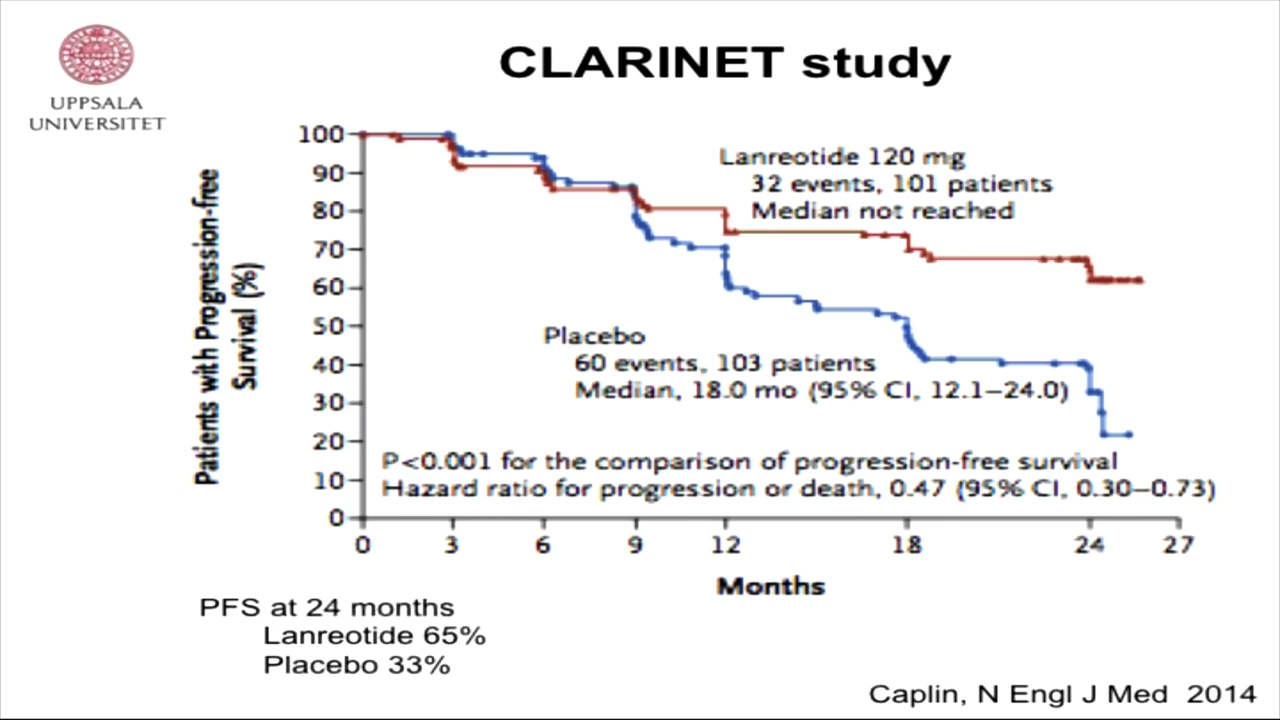 UPPSALA
UNIVERSITET
CLARINET study
Patients with Progression-free
Survival (%)
100
90
80
70
60
50
40
30
20
10
0
Lanreotide 120 mg
32 events, 101 patients
Median not reached
Placebo
60 events, 103 patients
Median, 18.0 mo (95% CI, 12.1–24.0)
P<0.001 for the comparison of progression-free survival
Hazard ratio for progression or death, 0.47 (95% CI, 0.30–0.73)
0 3 6 9 12 18 24 27
Months
PFS at 24 months
Lanreotide 65%
Placebo 33%
Caplin, N Engl J Med 2014